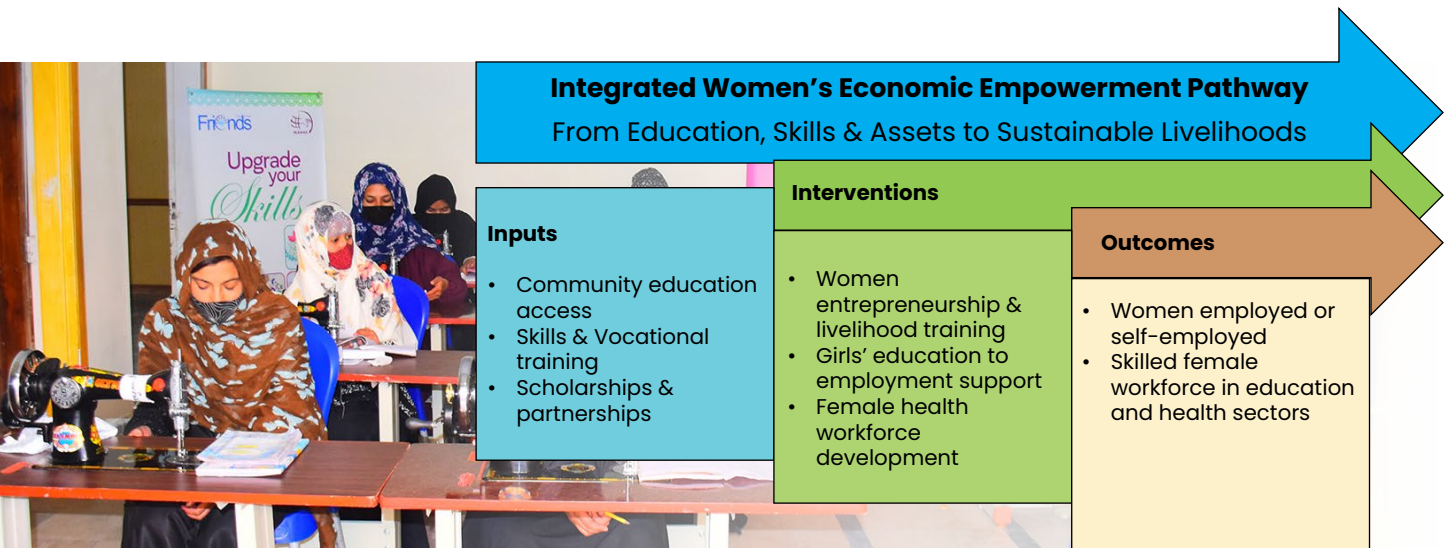 Friends
Upgrade
your
Skills
Integrated Women's Economic Empowerment Pathway
From Education, Skills & Assets to Sustainable Livelihoods
Inputs
• Community education
access
• Skills & Vocational
training
• Scholarships &
partnerships
Interventions
• Women
entrepreneurship &
livelihood training
• Girls' education to
employment support
• Female health
workforce
development
Outcomes
• Women employed or
self-employed
• Skilled female
workforce in education
and health sectors